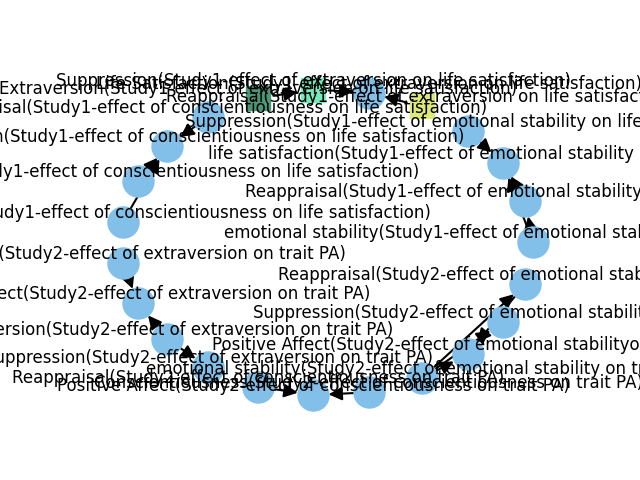 Suppression(Study1-effect of extraversion on life satisfaction)
Life Satisfaction(Study1-effect of extraversion on life satisfaction)
Extraversion(Study1-effect of extraversion on life satisfaction)
Reappraisal(Study1-effect of extraversion on life satisfact
isal(Study1-effect of conscientiousness on life satisfaction)
Suppression(Study1-effect of emotional stability on life
n(Study1-effect of conscientiousness on life satisfaction)
life satisfaction(Study1-effect of emotional stability
dy1-effect of conscientiousness on life satisfaction)
Reappraisal(Study1-effect of emotional stability
udy1-effect of conscientiousness on life satisfaction)
emotional stability(Study1-effect of emotional stab
(Study2-effect of extraversion on trait PA)
Reappraisal(Study2-effect of emotional sta
ect(Study2-effect of extraversion on trait PA)
Suppression(Study2-effect of emotional stabilit
ersion(Study2-effect of extraversion on trait PA)
Positive Affect(Study2-effect of emotional stabilityo
uppression(Study2-effect of extraversion on trait PA)
emotional stability(Study2-effect of emotional stability on tr
Reappraisal(Study2-effect of conscientiousness on trait PA)
Conscientiousness(Study2-effect of conscientiousness on trait PA)
Positive Affect(Study2-effect of conscientiousness on trait PA)